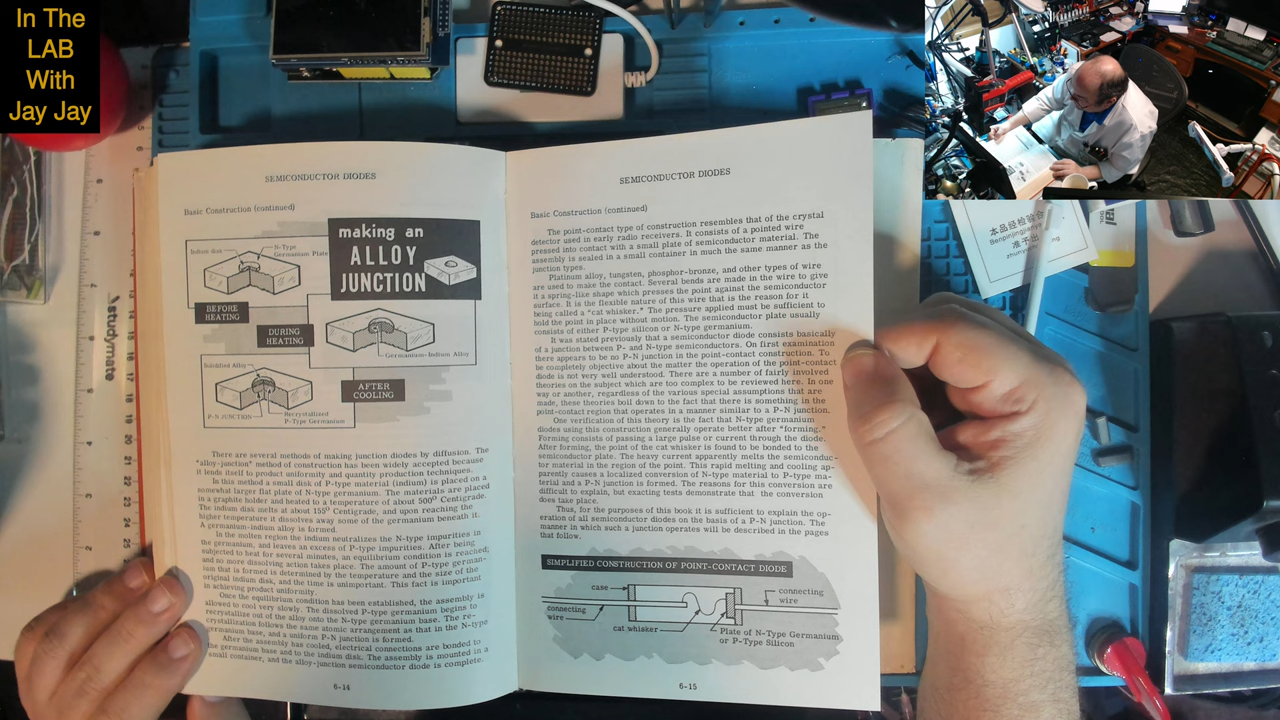 In The
LAB
With
Jay Jay
SEMICONDUCTOR DIODES
Basic Construction (continued)
making an
ALLOY
JUNCTION
Indium disk
N-Type
Germanium Plate
BEFORE
HEATING
DURING
HEATING
Germanium-Indium Alloy
Solidified Alloy
AFTER
COOLING
P-N JUNCTION
Recrystallized
P-Type Germanium
There are several methods of making junction diodes by diffusion. The
"alloy-junction" method of construction has been widely accepted because
it lends itself to product uniformity and quantity production techniques.
In this method a small disk of P-type material (indium) is placed on a
somewhat larger flat plate of N-type germanium. The materials are placed
in a graphite holder and heated to a temperature of about 500° Centigrade.
The indium disk melts at about 155° Centigrade, and upon reaching the
higher temperature it dissolves away some of the germanium beneath it.
A germanium-indium alloy is formed.
In the molten region the indium neutralizes the N-type impurities in
the germanium, and leaves an excess of P-type impurities. After being
subjected to heat for several minutes, an equilibrium condition is reached;
and no more dissolving action takes place. The amount of P-type german-
ium that is formed is determined by the temperature and the size of the
original indium disk, and the time is unimportant. This fact is important
in achieving product uniformity.
Once the equilibrium condition has been established, the assembly is
allowed to cool very slowly. The dissolved P-type germanium begins to
recrystallize out of the alloy onto the N-type germanium base. The re-
crystallization follows the same atomic arrangement as that in the N-type
germanium base, and a uniform P-N junction is formed.
After the assembly has cooled, electrical connections are bonded to
the germanium base and to the indium disk. The assembly is mounted in a
small container, and the alloy-junction semiconductor diode is complete.
6-14
SEMICONDUCTOR DIODES
Basic Construction (continued)
The point-contact type of construction resembles that of the crystal
detector used in early radio receivers. It consists of a pointed wire
pressed into contact with a small plate of semiconductor material. The
assembly is sealed in a small container in much the same manner as the
junction types.
Platinum alloy, tungsten, phosphor-bronze, and other types of wire
are used to make the contact. Several bends are made in the wire to give
it a spring-like shape which presses the point against the semiconductor
surface. It is the flexible nature of this wire that is the reason for it
being called a "cat whisker." The pressure applied must be sufficient to
hold the point in place without motion. The semiconductor plate usually
consists of either P-type silicon or N-type germanium.
It was stated previously that a semiconductor diode consists basically
of a junction between P- and N-type semiconductors. On first examination
there appears to be no P-N junction in the point-contact construction. To
be completely objective about the matter the operation of the point-contact
diode is not very well understood. There are a number of fairly involved
theories on the subject which are too complex to be reviewed here. In one
way or another, regardless of the various special assumptions that are
made, these theories boil down to the fact that there is something in the
point-contact region that operates in a manner similar to a P-N junction.
One verification of this theory is the fact that N-type germanium
diodes using this construction generally operate better after "forming."
Forming consists of passing a large pulse or current through the diode.
After forming, the point of the cat whisker is found to be bonded to the
semiconductor plate. The heavy current apparently melts the semiconduc-
tor material in the region of the point. This rapid melting and cooling ap-
parently causes a localized conversion of N-type material to P-type ma-
terial and a P-N junction is formed. The reasons for this conversion are
difficult to explain, but exacting tests demonstrate that the conversion
does take place.
Thus, for the purposes of this book it is sufficient to explain the op-
eration of all semiconductor diodes on the basis of a P-N junction. The
manner in which such a junction operates will be described in the pages
that follow.
SIMPLIFIED CONSTRUCTION OF POINT-CONTACT DIODE
case
connecting
wire
connecting
wire
cat whisker
Plate of N-Type Germanium
or P-Type Silicon
6-15
studymate
本品经检验合
Benpinjingjian
准予出
ng
zhuny